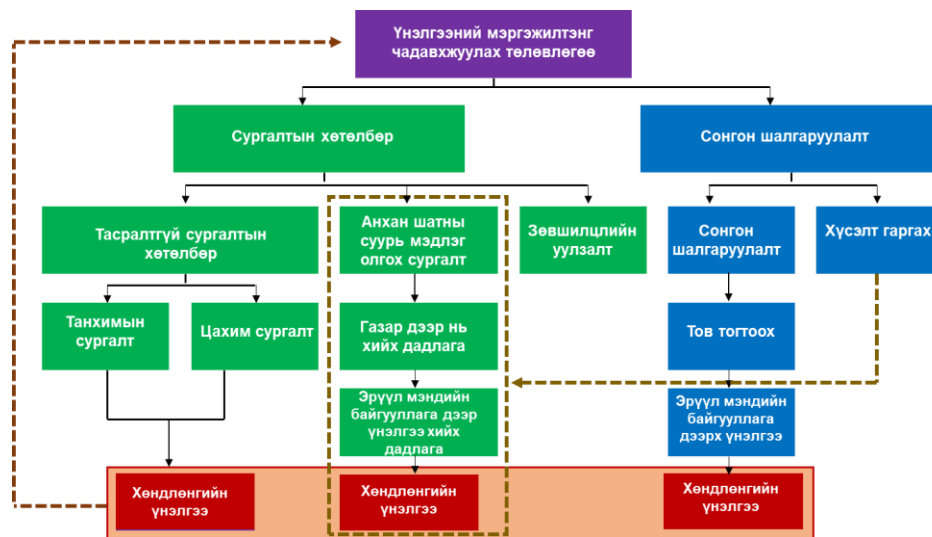 Үнэлгээний мэргэжилтэнг
чадавхжуулах төлөвлөгөө
Сургалтын хөтөлбөр
Сонгон шалгаруулалт
Тасралтгүй сургалтын
хөтөлбөр
Анхан шатны
суурь мэдлэг
олгох сургалт
Зөвшилцлийн
уулзалт
Сонгон
шалгаруулалт
Хүсэлт гаргах
Танхимын
сургалт
Цахим сургалт
Газар дээр нь
хийх дадлага
Тов тогтоох
Эрүүл мэндийн
байгууллага дээр
үнэлгээ хийх
дадлага
Эрүүл мэндийн
байгууллага
дээрх үнэлгээ
Хөндлөнгийн
үнэлгээ
Хөндлөнгийн
үнэлгээ
Хөндлөнгийн
үнэлгээ